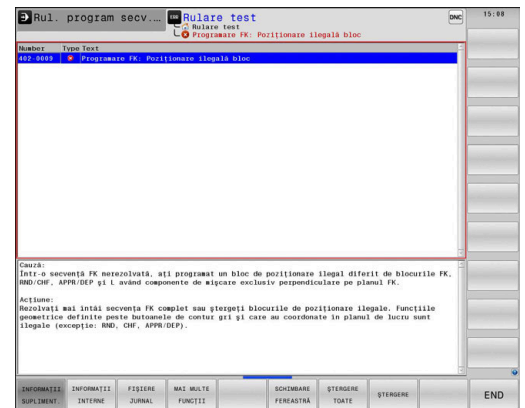 Rul. program secv....
ERR Rulare test
Rulare test
Programare FK: Poziţionare ilegală bloc
DNC
15:08
Number Type Text
402-0009 Programare FK: Poziţionare ilegală bloc
Cauză:
Într-o secvenţă FK nerezolvată, aţi programat un bloc de poziţionare ilegal diferit de blocurile FK,
RND/CHF, APPR/DEP şi L având componente de mişcare exclusiv perpendiculare pe planul FK.
Acţiune:
Rezolvaţi mai întâi secvenţa FK complet sau ştergeţi blocurile de poziţionare ilegale. Funcţiile
geometrice definite peste butoanele de contur gri şi care au coordonate în planul de lucru sunt
ilegale (excepţie: RND, CHF, APPR/DEP).
INFORMAŢII SUPLIMENT.
INFORMAŢII INTERNE
FIŞIERE JURNAL
MAI MULTE FUNCŢII
SCHIMBARE FEREASTRĂ
ŞTERGERE TOATE
ŞTERGERE
END